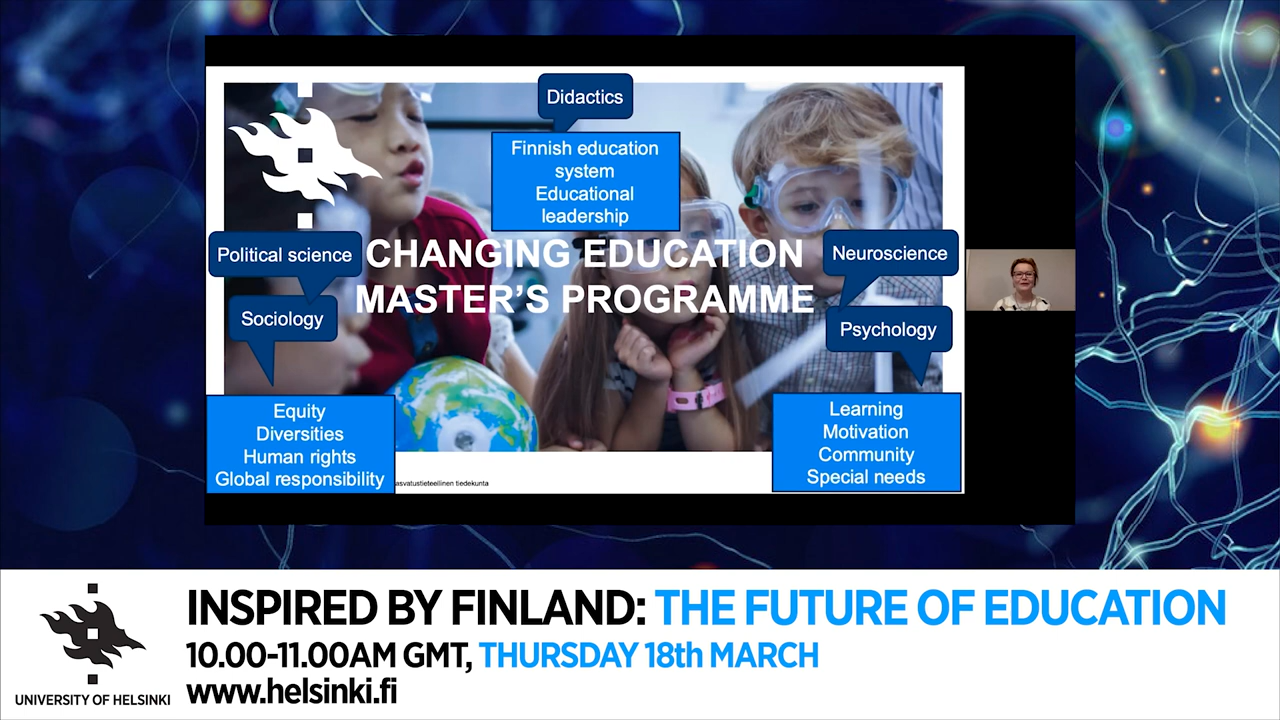 Didactics
Finnish education
system
Educational
leadership
Political science
Sociology
CHANGING EDUCATION
MASTER'S PROGRAMME
Neuroscience
Psychology
Equity
Diversities
Human rights
Global responsibility
Learning
Motivation
Community
Special needs
asvatustieteellinen tiedekunta
INSPIRED BY FINLAND: THE FUTURE OF EDUCATION
10.00-11.00AM GMT, THURSDAY 18th MARCH
www.helsinki.fi
UNIVERSITY OF HELSINKI